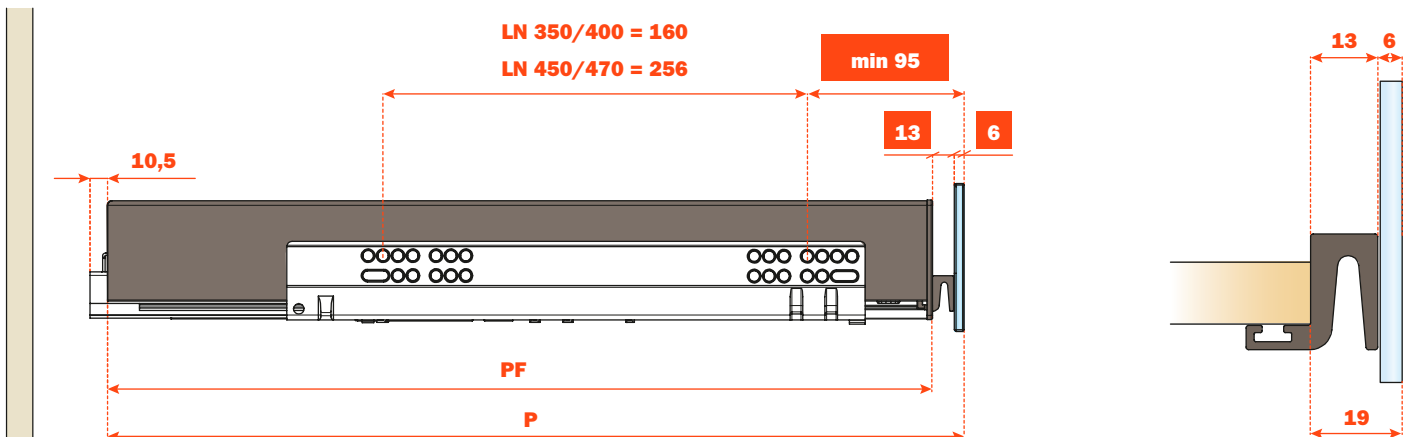 LN 350/400 = 160
LN 450/470 = 256
min 95
13
6
10,5
PF
P
13
6
19